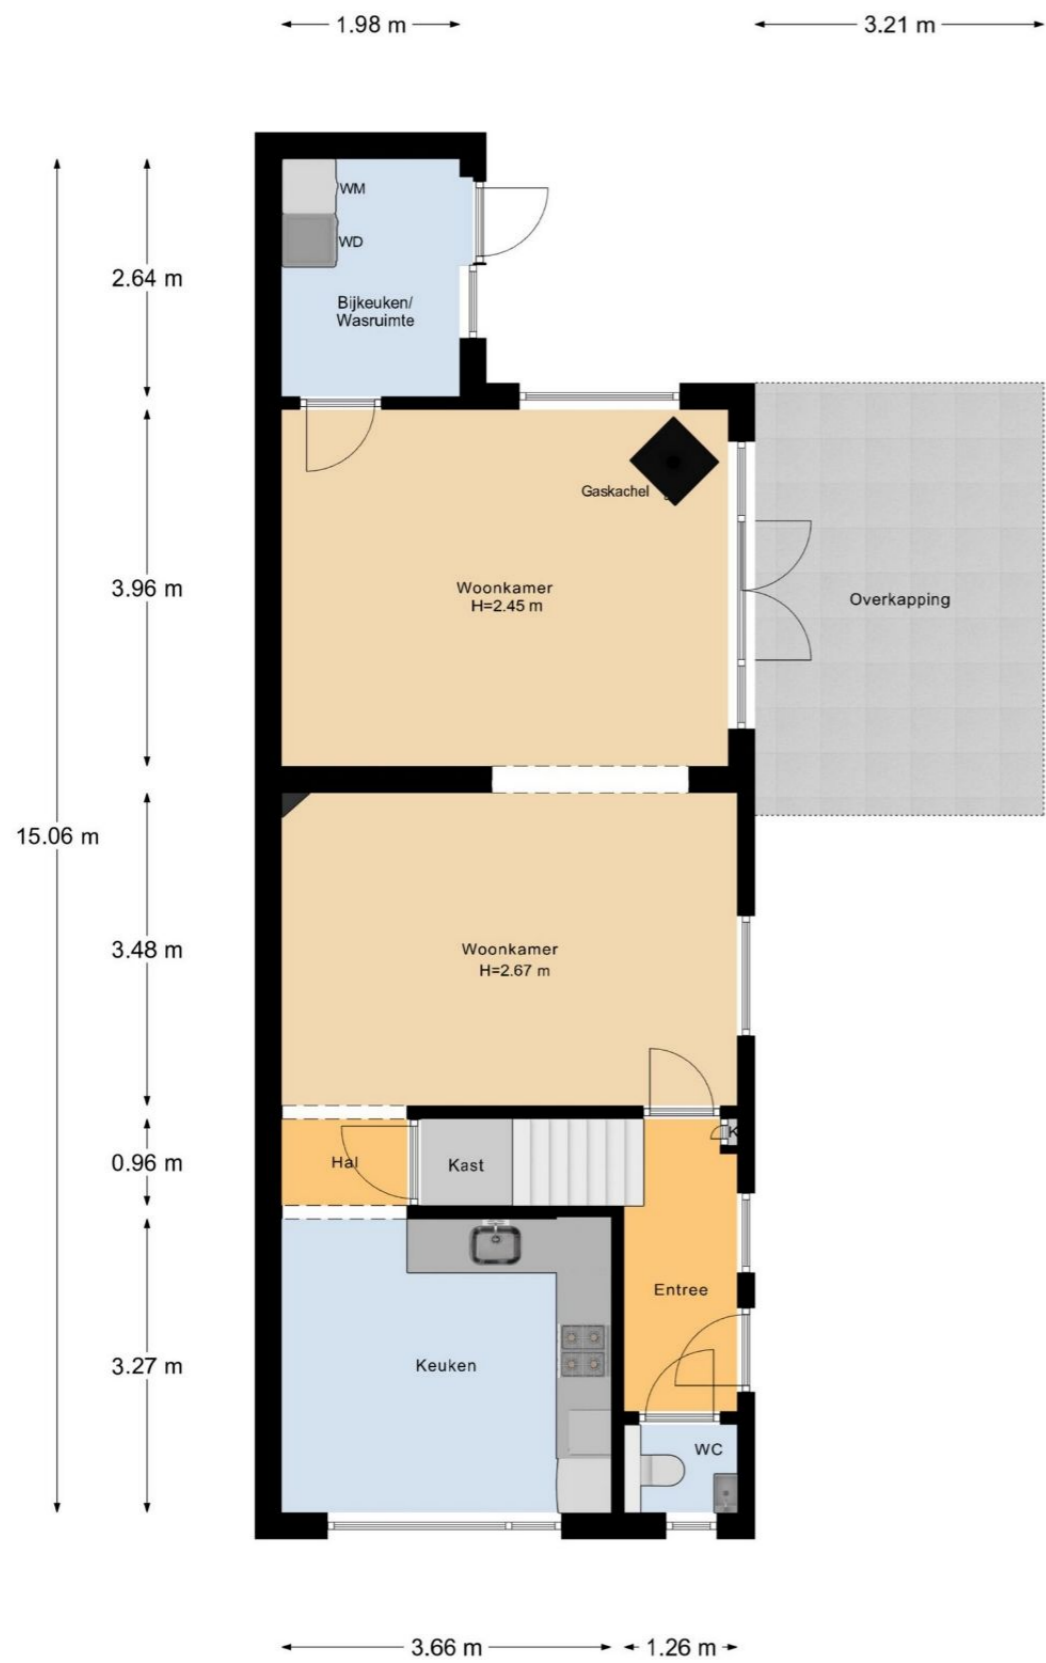 1.98 m
3.21 m
WM
WD
2.64 m
Bijkeuken/
Wasruimte
Gaskachel
3.96 m
Woonkamer
H=2.45 m
Overkapping
15.06 m
3.48 m
Woonkamer
H=2.67 m
K
0.96 m
Hal
Kast
Entree
3.27 m
Keuken
WC
3.66 m
1.26 m